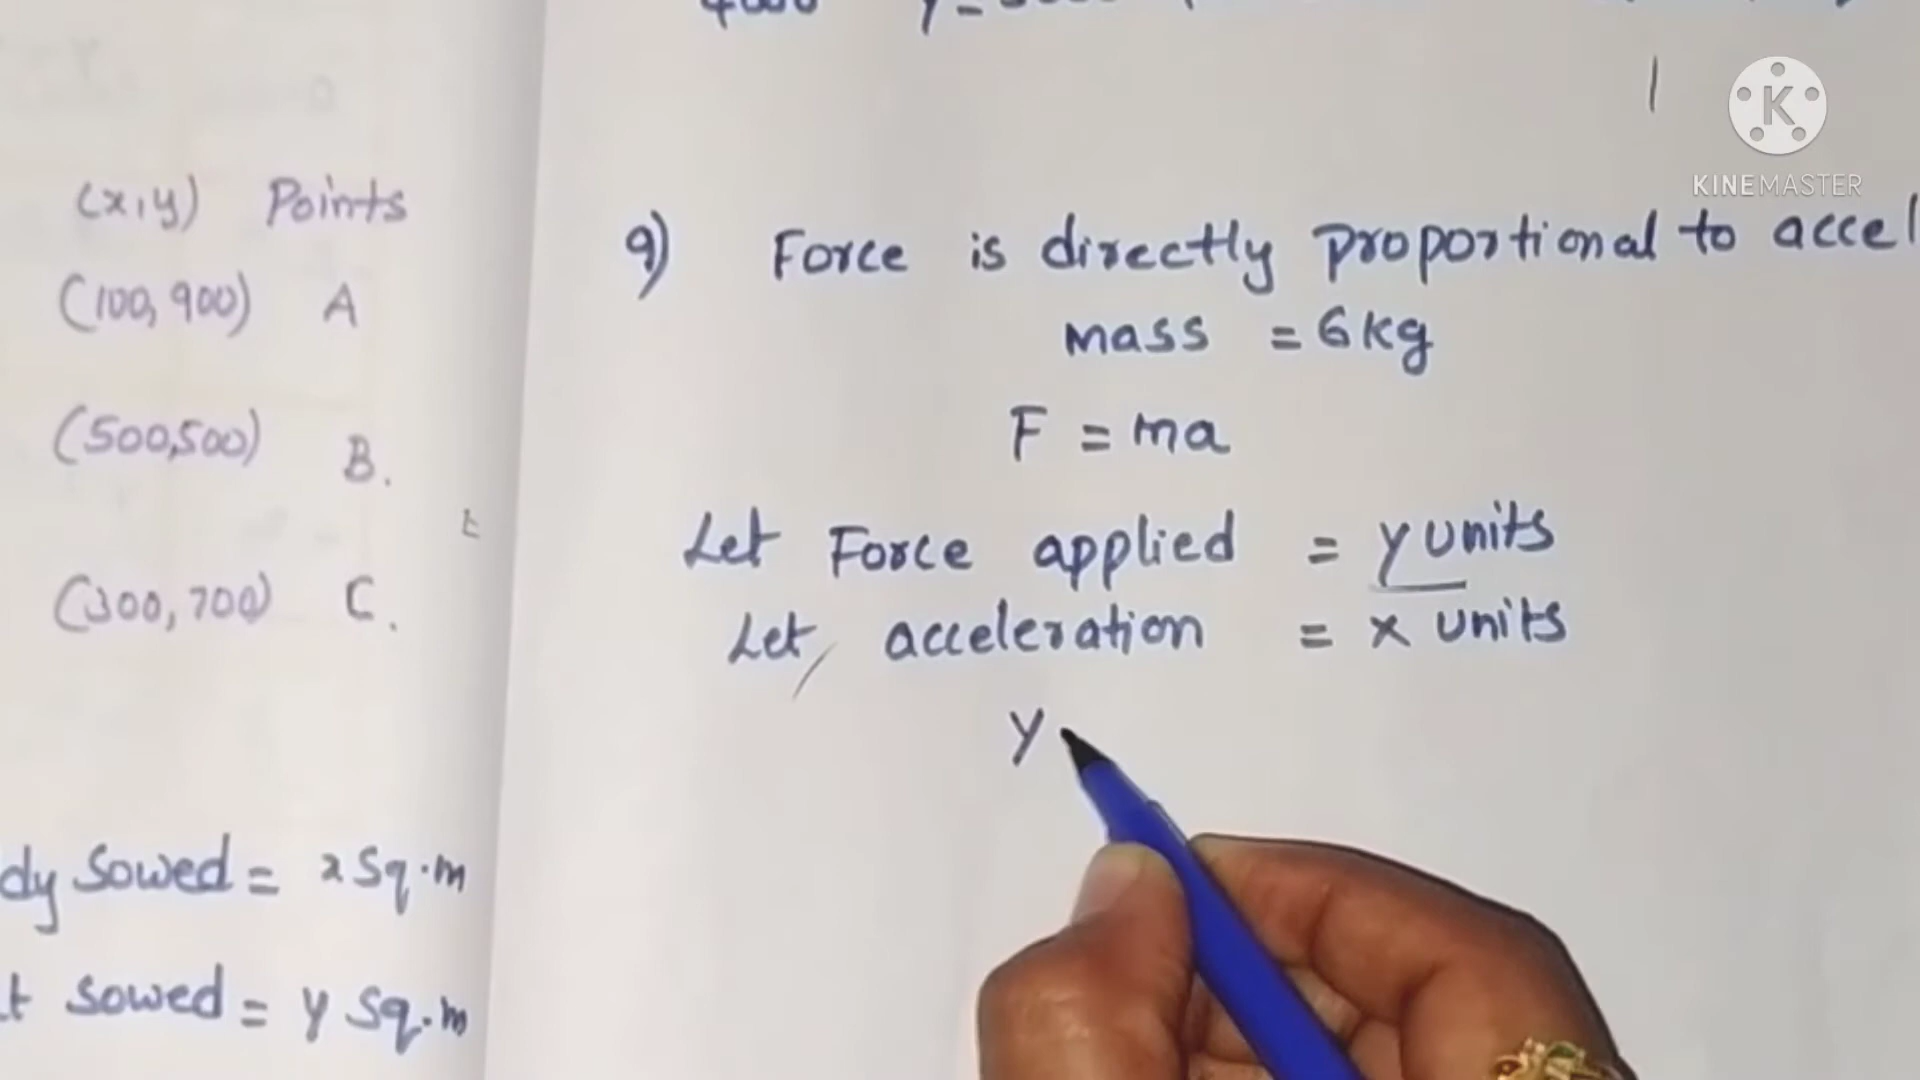 (x,y) Points
(100, 900) A
(500,500) B.
(300, 700) C.
dy Sowed = x Sq.m
t sowed = y Sq.m
KINEMASTER
9) Force is directly proportional to accel
mass = 6kg
F = ma
Let Force applied = y units
Let, acceleration = x units
y